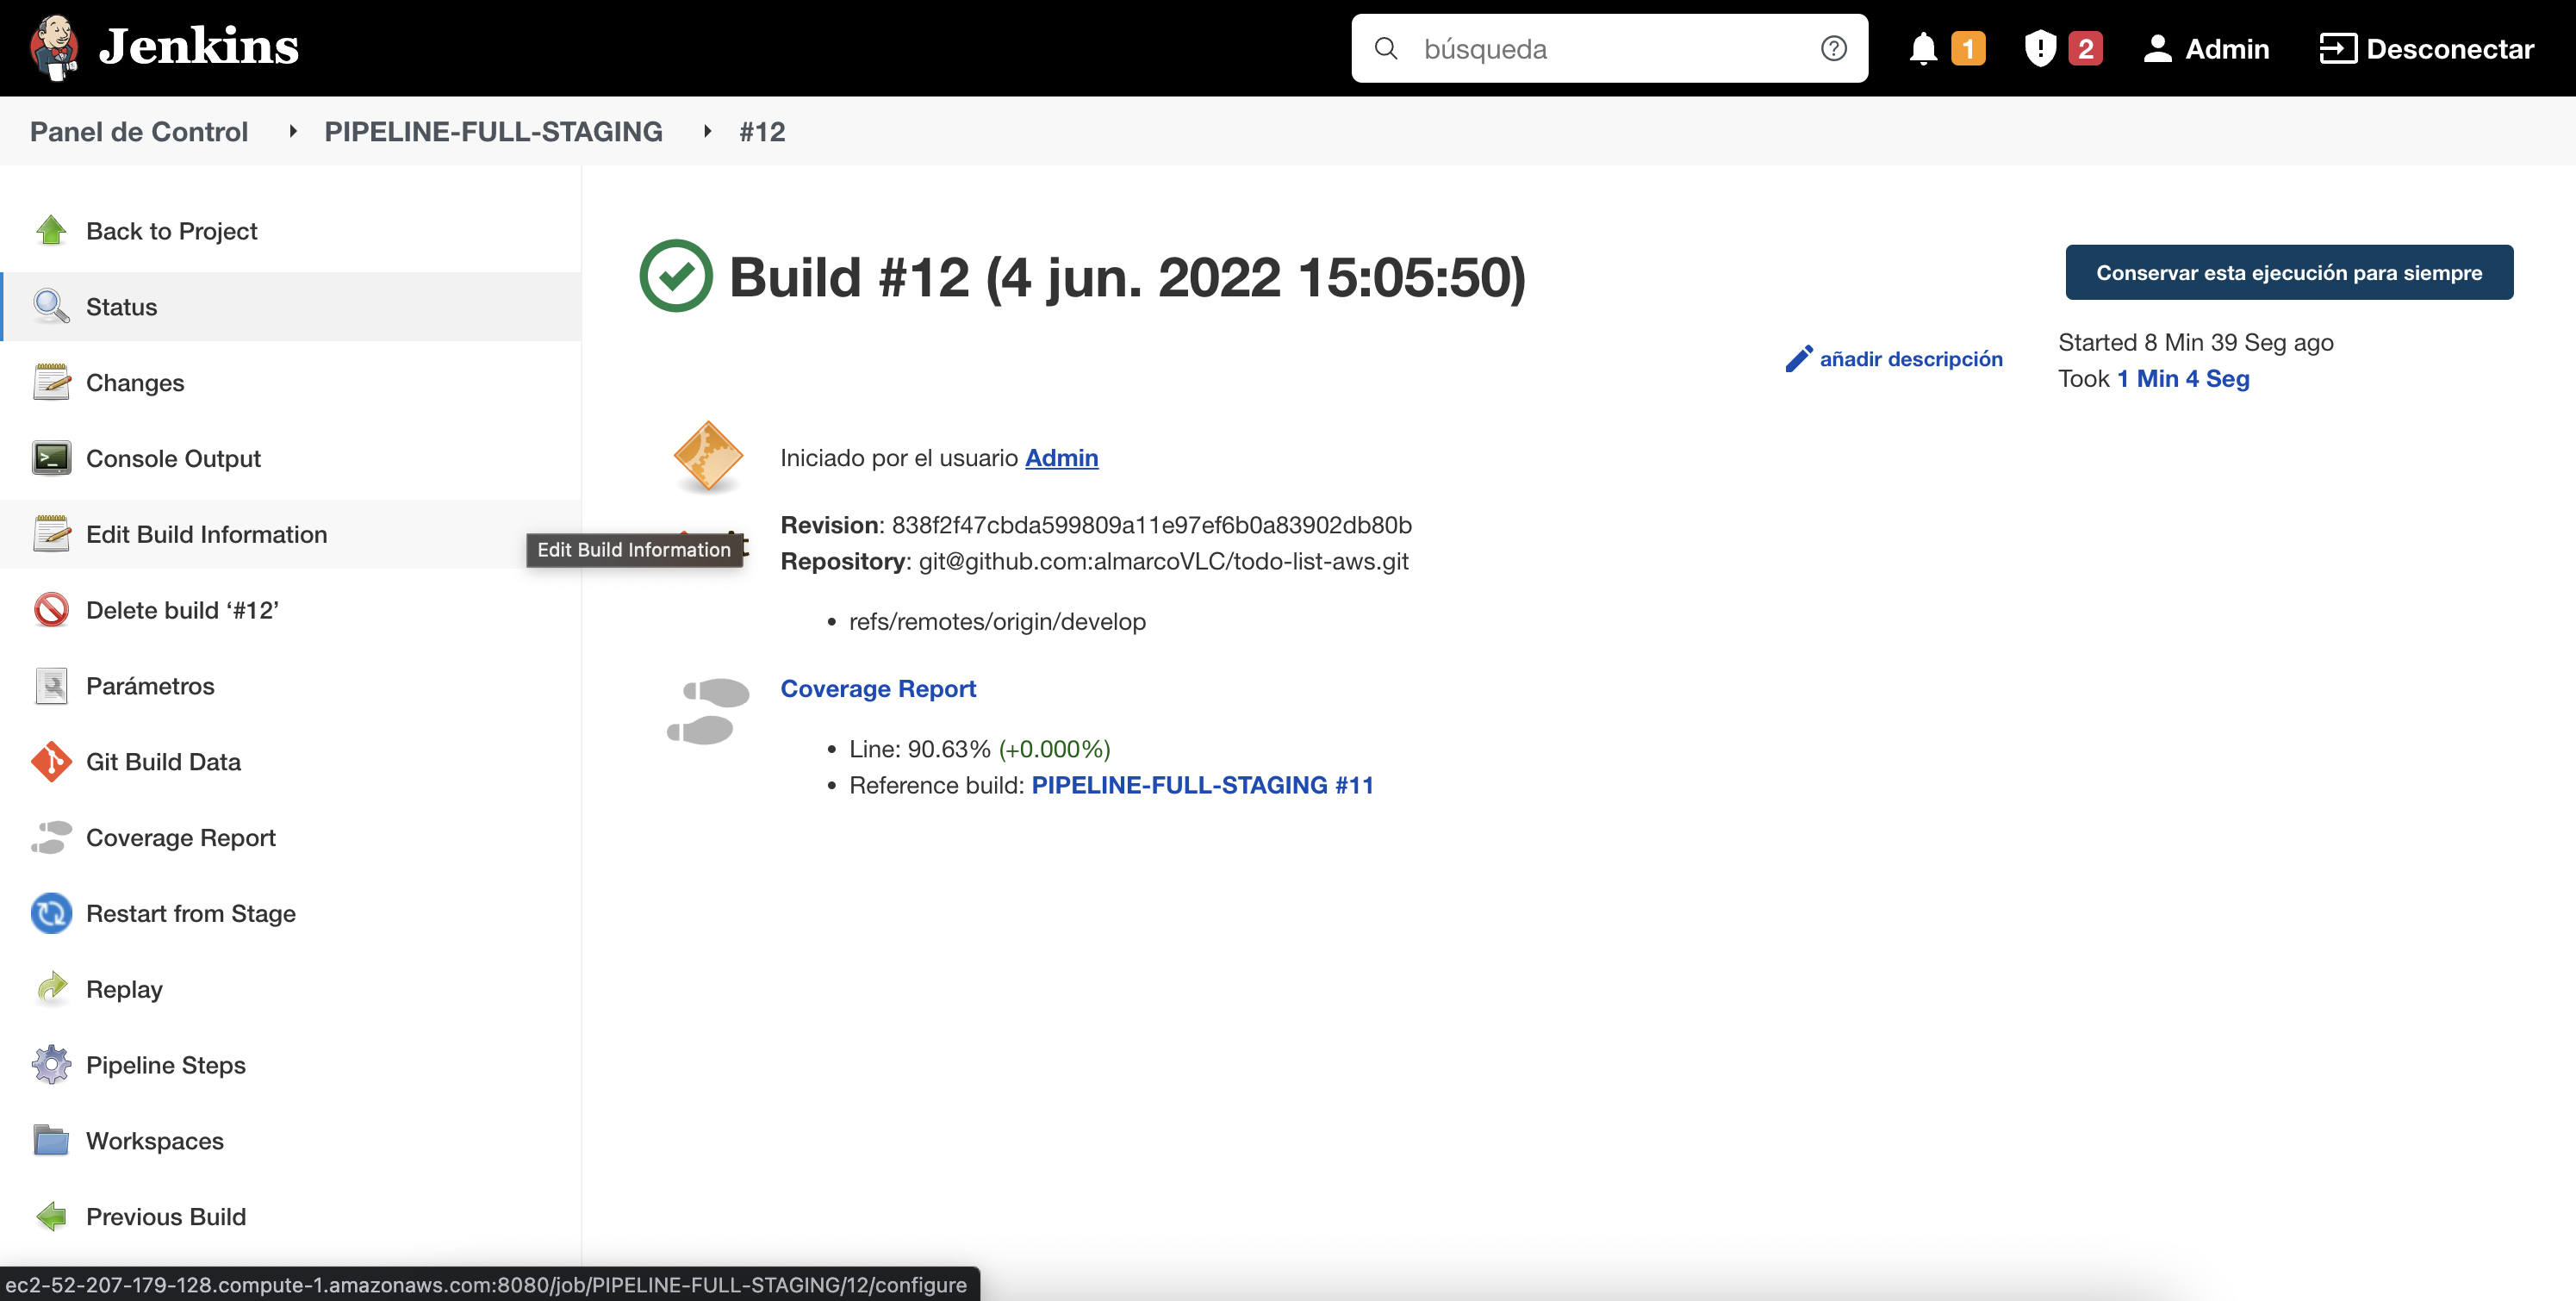 Jenkins
búsqueda
1
2
Admin
Desconectar
Panel de Control
PIPELINE-FULL-STAGING
#12
Back to Project
Status
Changes
Console Output
Edit Build Information
Delete build ‘#12’
Parámetros
Git Build Data
Coverage Report
Restart from Stage
Replay
Pipeline Steps
Workspaces
Previous Build
Build #12 (4 jun. 2022 15:05:50)
Conservar esta ejecución para siempre
añadir descripción
Started 8 Min 39 Seg ago
Took 1 Min 4 Seg
Iniciado por el usuario Admin
Edit Build Information
Revision: 838f2f47cbda599809a11e97ef6b0a83902db80b
Repository: git@github.com:almarcoVLC/todo-list-aws.git
• refs/remotes/origin/develop
Coverage Report
• Line: 90.63% (+0.000%)
• Reference build: PIPELINE-FULL-STAGING #11
ec2-52-207-179-128.compute-1.amazonaws.com:8080/job/PIPELINE-FULL-STAGING/12/configure